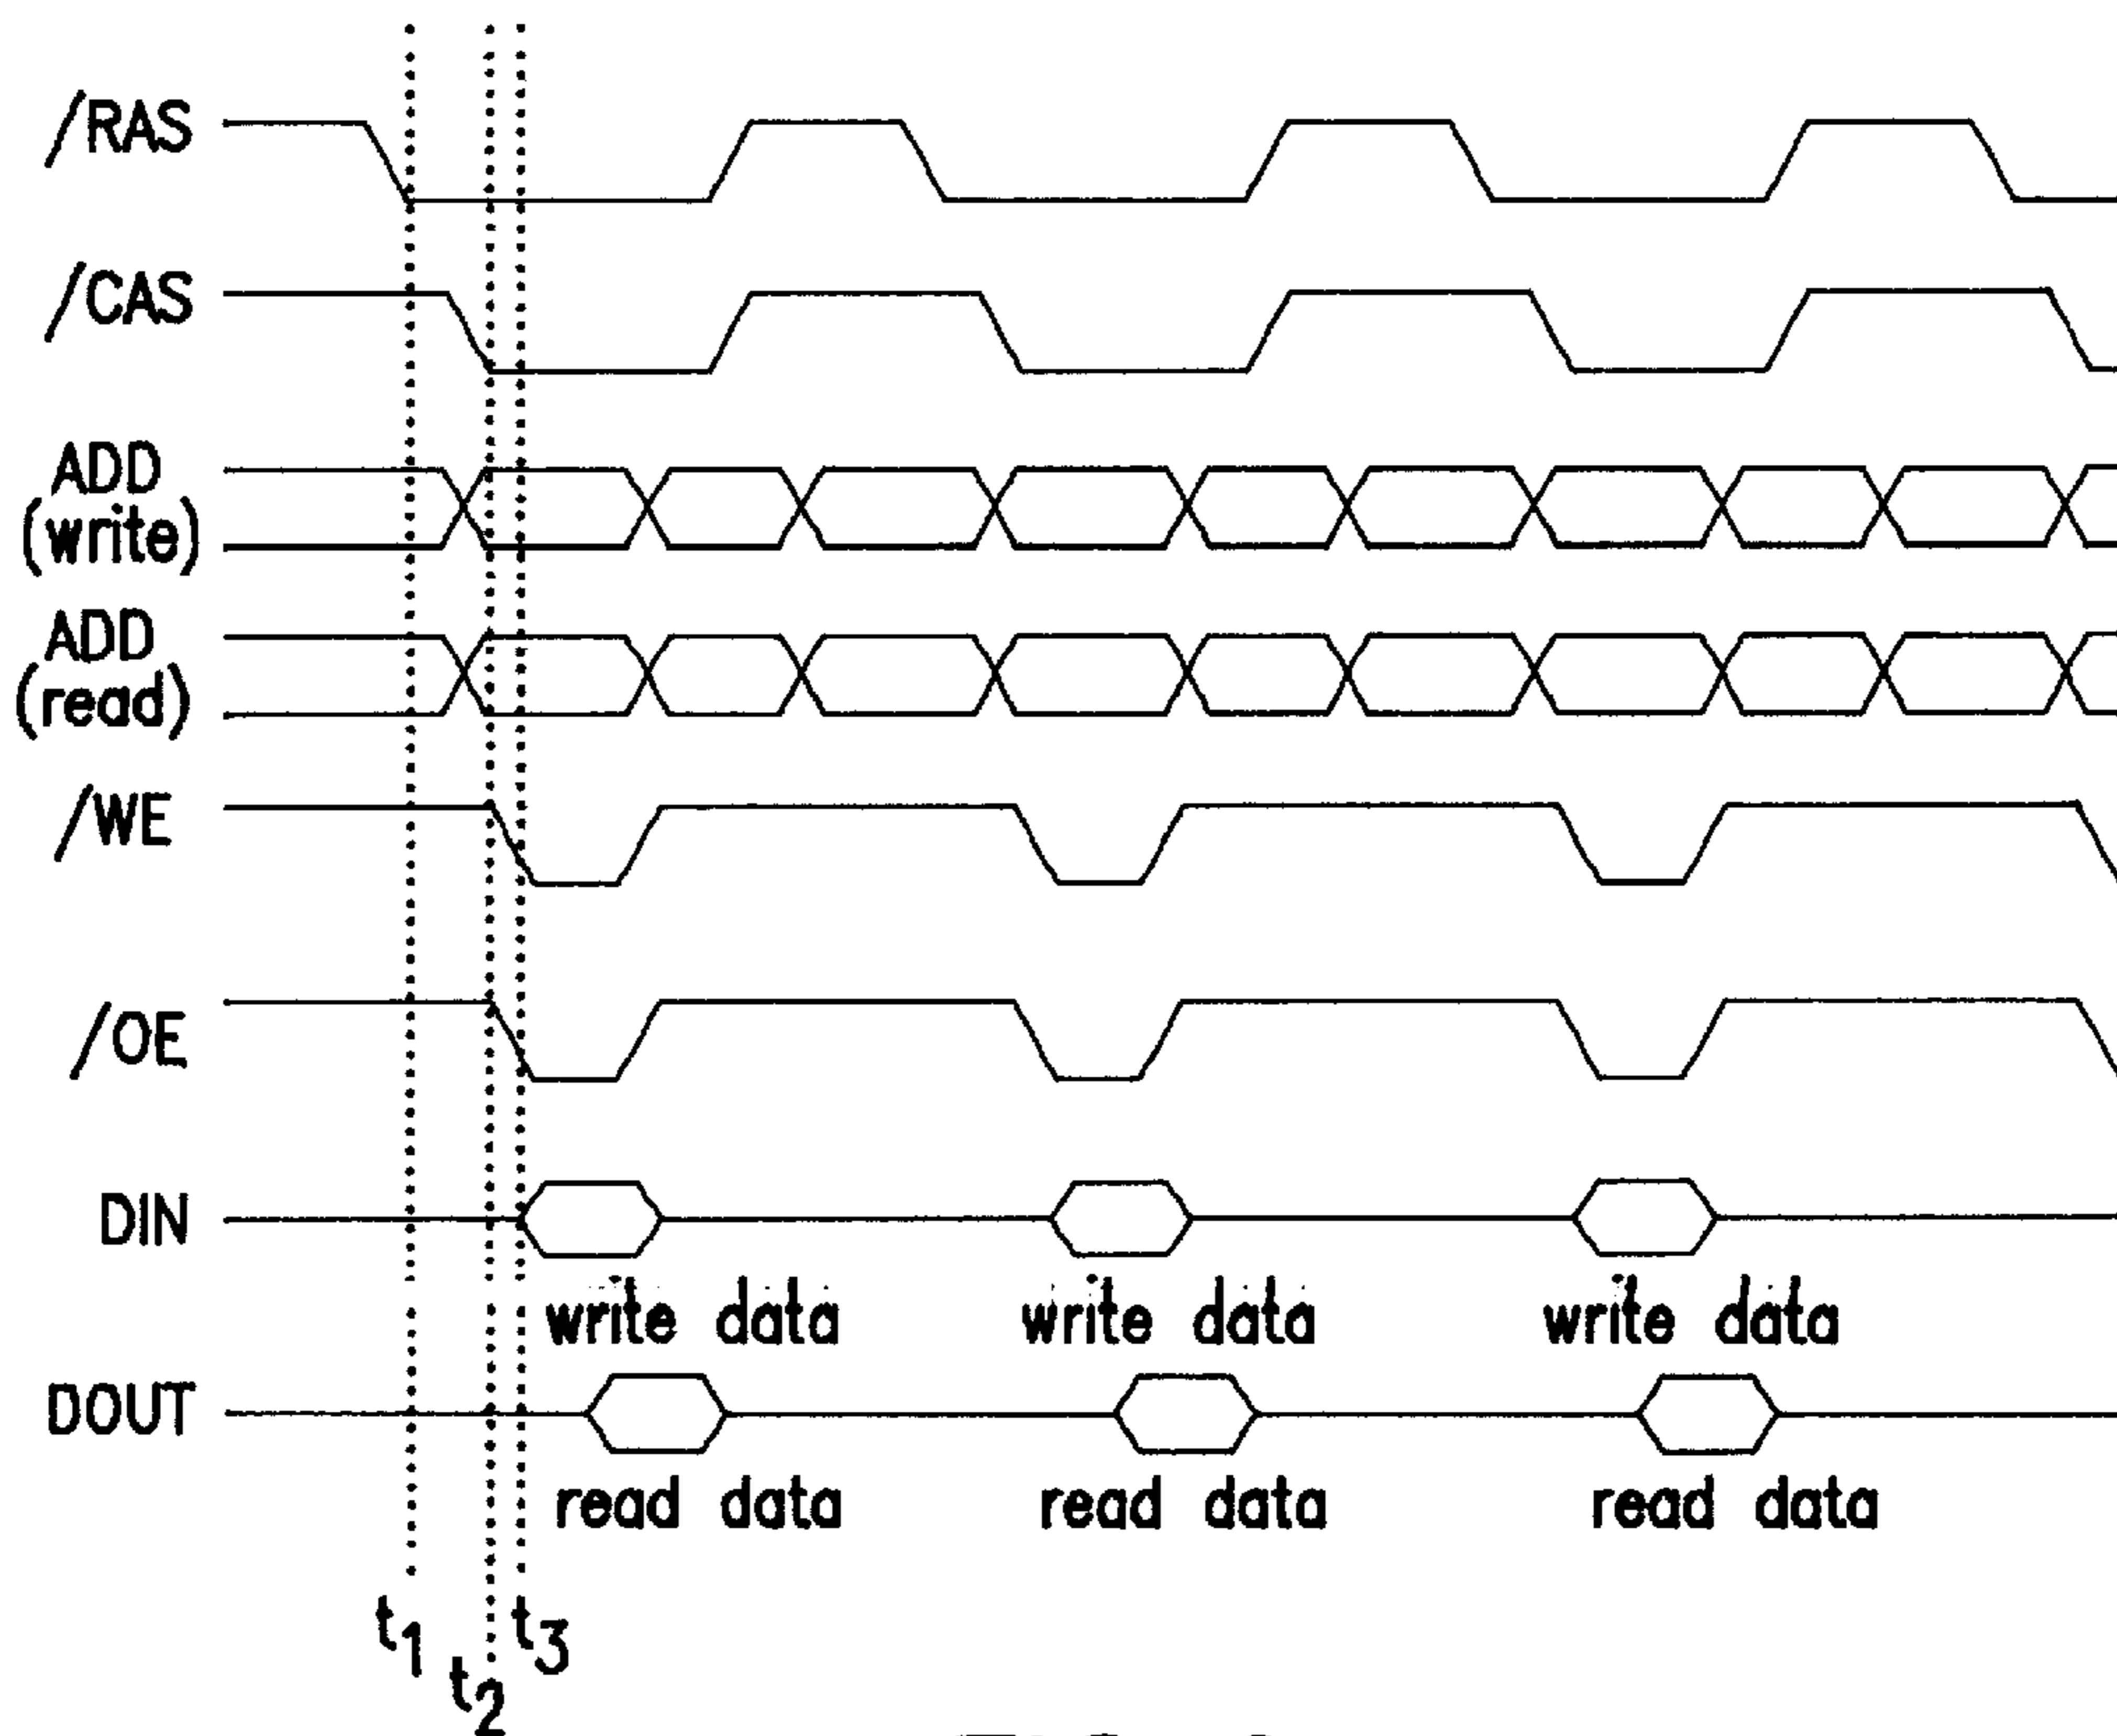 /RAS
/CAS
ADD
(write)
ADD
(read)
/WE
/OE
DIN
write data write data write data
DOUT
read data read data read data
t1
t2
t3